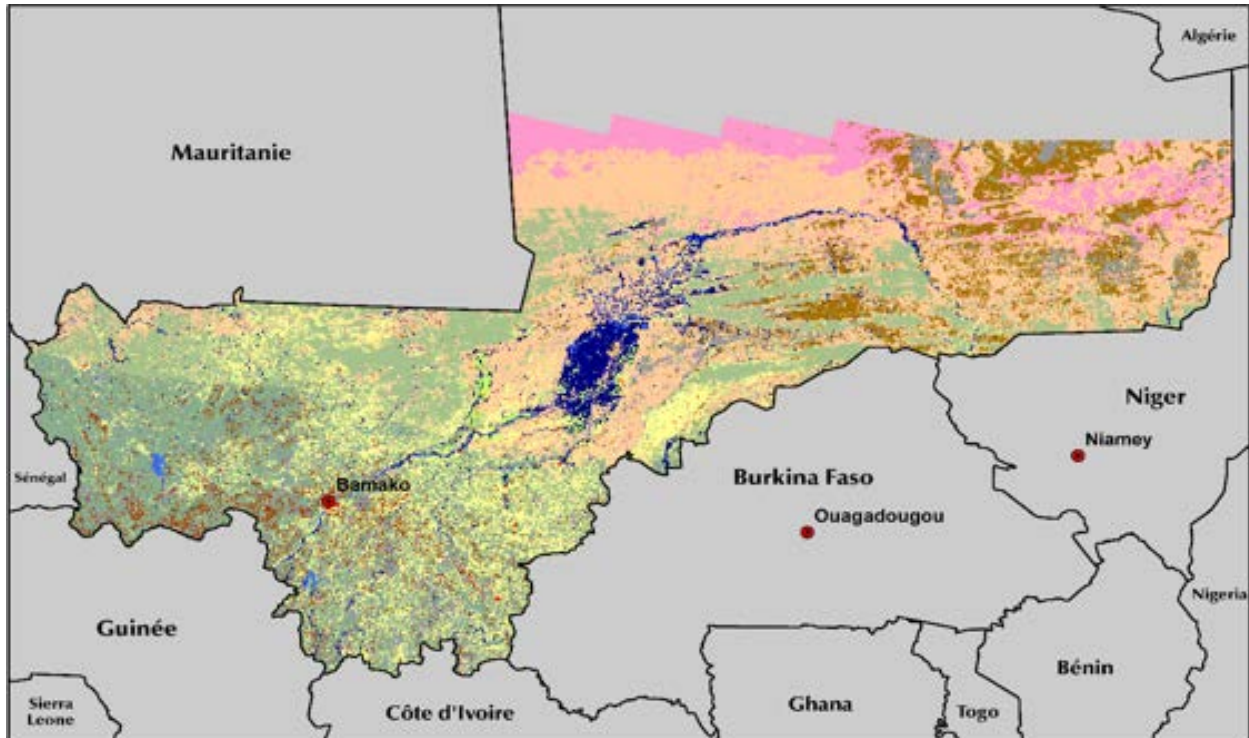 Algérie
Mauritanie
Niger
Niamey
Sénégal
Bamako
Burkina Faso
Ouagadougou
Nigeria
Guinée
Bénin
Sierra
Leone
Côte d'Ivoire
Ghana
Togo